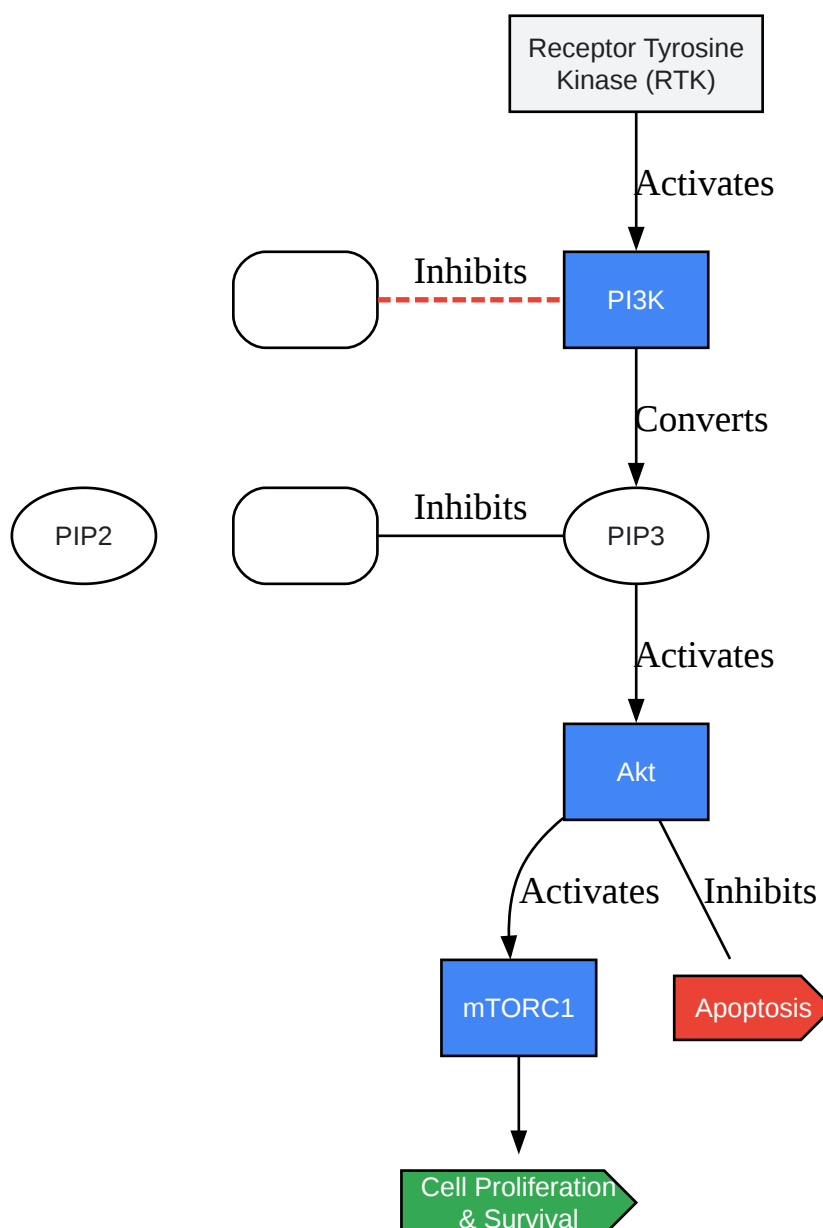 Receptor Tyrosine
Kinase (RTK)
Activates
Inhibits
PI3K
Converts
PIP2
Inhibits
PIP3
Activates
Akt
Activates
Inhibits
mTORC1
Apoptosis
Cell Proliferation
& Survival